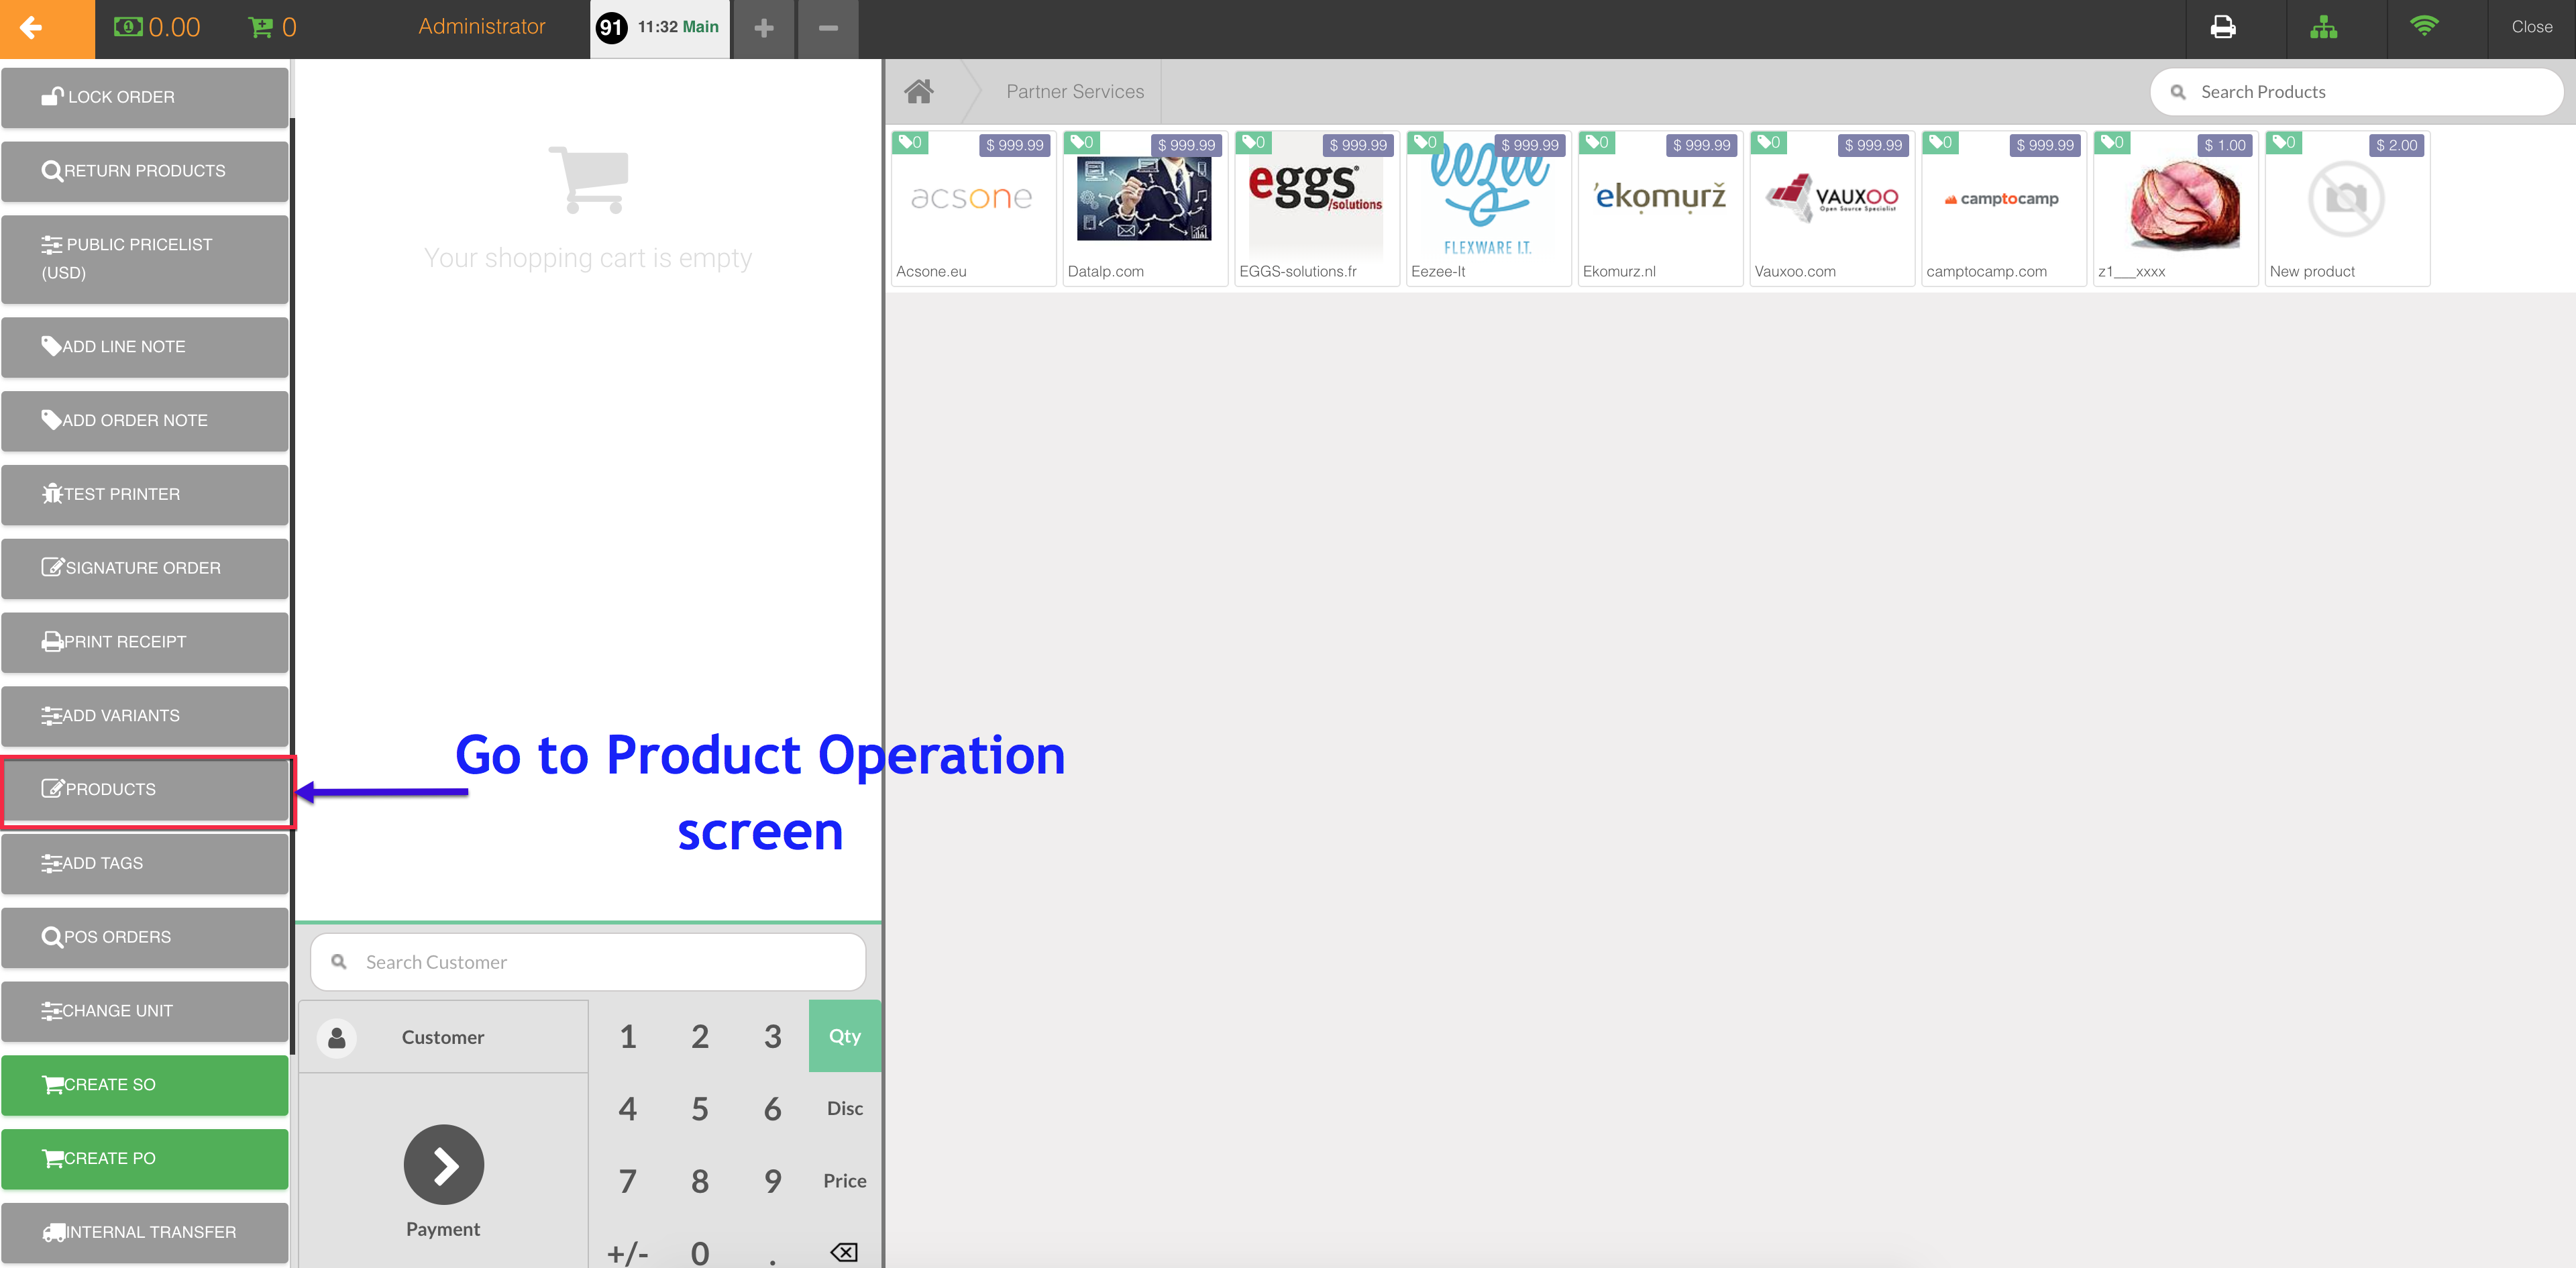 0.00
0
Administrator
91 11:32 Main
Close
LOCK ORDER
RETURN PRODUCTS
PUBLIC PRICELIST
(USD)
ADD LINE NOTE
ADD ORDER NOTE
TEST PRINTER
SIGNATURE ORDER
PRINT RECEIPT
ADD VARIANTS
PRODUCTS
ADD TAGS
POS ORDERS
CHANGE UNIT
CREATE SO
CREATE PO
INTERNAL TRANSFER
Your shopping cart is empty
Go to Product Operation
screen
Search Customer
Customer
Payment
1 2 3 Qty
4 5 6 Disc
7 8 9 Price
+/- 0 .
Partner Services
Search Products
0 $ 999.99
acsone
Acsone.eu
0 $ 999.99
Datalp.com
0 $ 999.99
eggs
/solutions
EGGS-solutions.fr
0 $ 999.99
eezee
FLEXWARE I.T.
Eezee-It
0 $ 999.99
'ekomurž
Ekomurz.nl
0 $ 999.99
VAUXOO
Open Source Specialist
Vauxoo.com
0 $ 999.99
camptocamp
camptocamp.com
0 $ 1.00
z1___xxxx
0 $ 2.00
New product